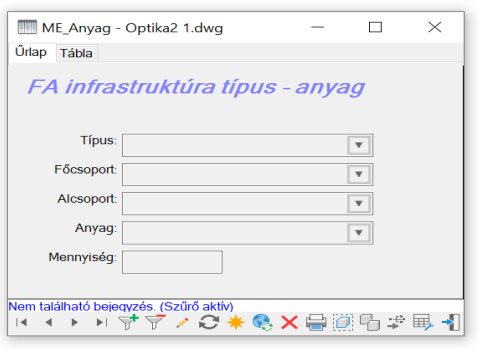 ME_Anyag - Optika2 1.dwg
Űrlap Tábla
FA infrastruktúra típus - anyag
Típus:
Főcsoport:
Alcsoport:
Anyag:
Mennyiség:
Nem található bejegyzés. (Szűrő aktív)